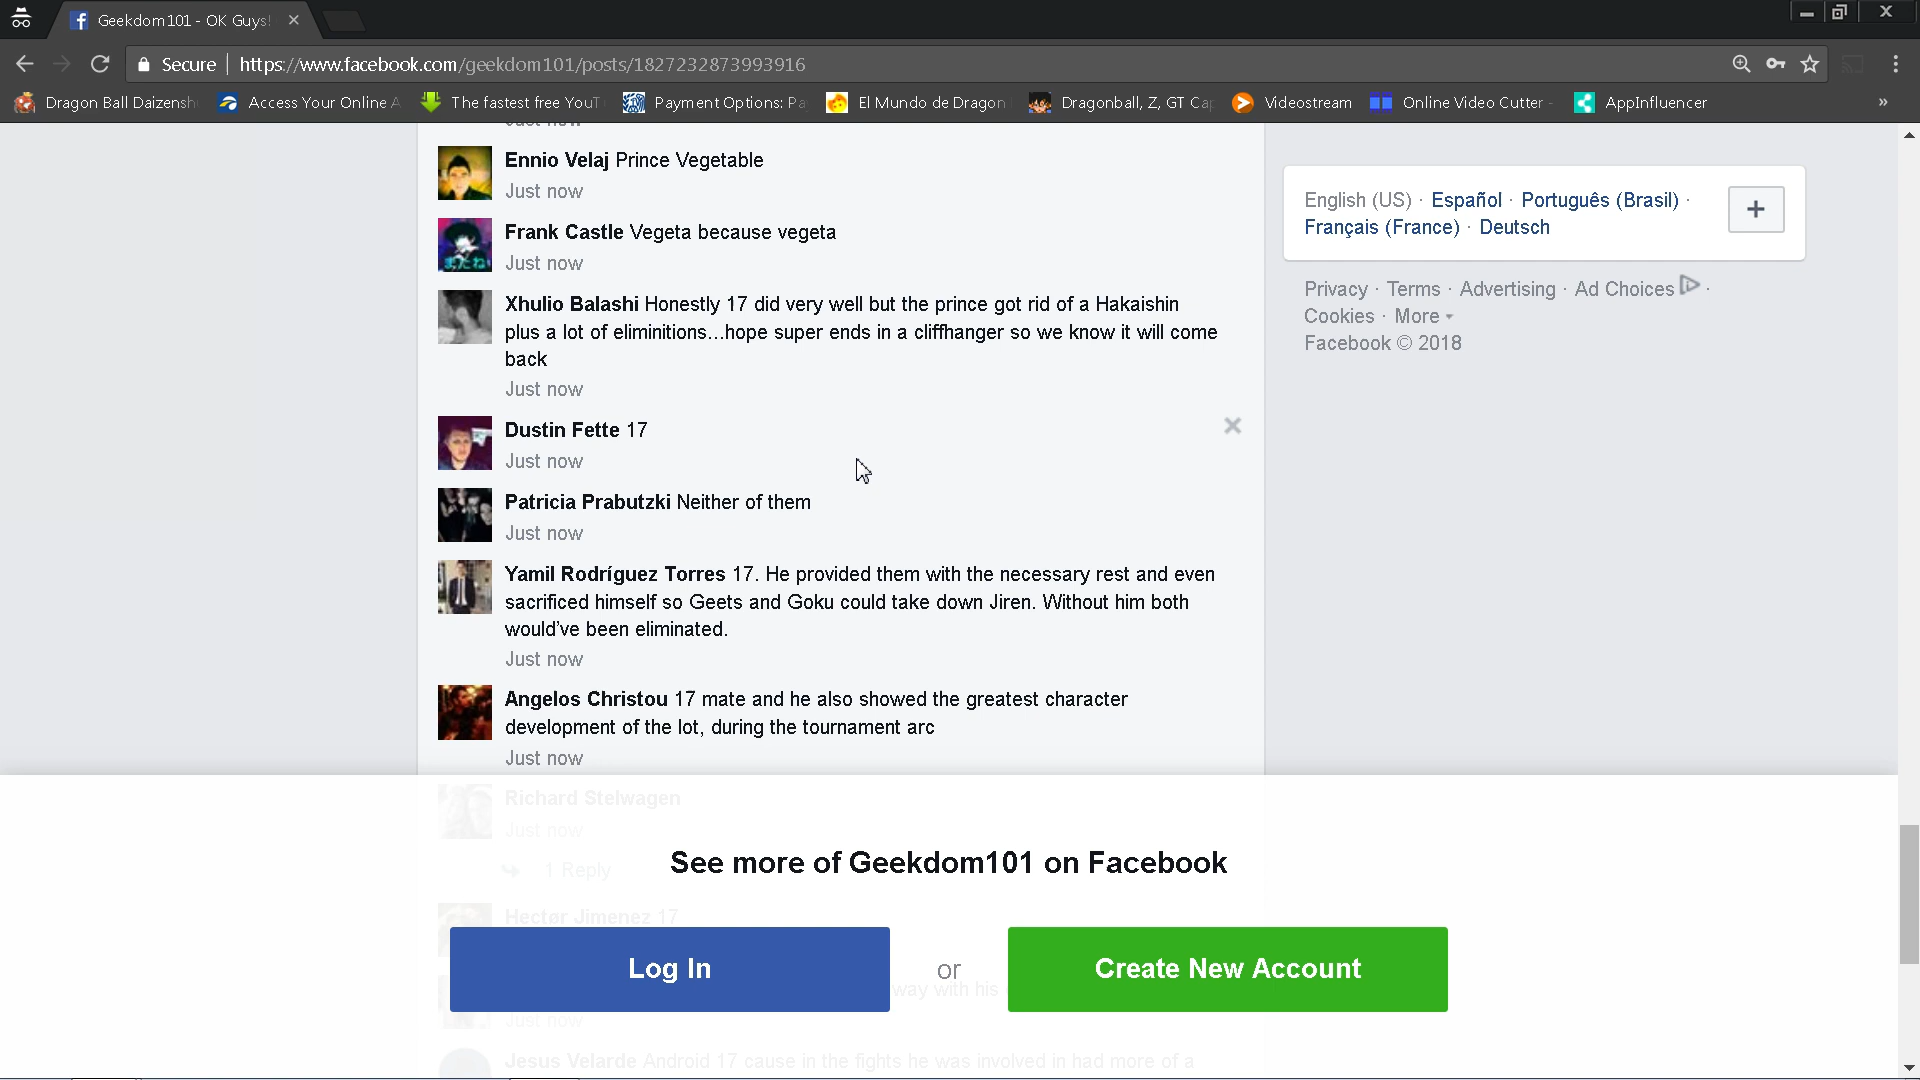 Geekdom101 - OK Guys!
Secure
https://www.facebook.com/geekdom101/posts/1827232873993916
Dragon Ball Daizensh
Access Your Online A
The fastest free YouT
Payment Options: Pa
El Mundo de Dragon
Dragonball, Z, GT Cap
Videostream
Online Video Cutter -
AppInfluencer
»
Just now
Ennio Velaj Prince Vegetable
Just now
Frank Castle Vegeta because vegeta
Just now
Xhulio Balashi Honestly 17 did very well but the prince got rid of a Hakaishin
plus a lot of eliminitions...hope super ends in a cliffhanger so we know it will come
back
Just now
Dustin Fette 17
Just now
Patricia Prabutzki Neither of them
Just now
Yamil Rodríguez Torres 17. He provided them with the necessary rest and even
sacrificed himself so Geets and Goku could take down Jiren. Without him both
would've been eliminated.
Just now
Angelos Christou 17 mate and he also showed the greatest character
development of the lot, during the tournament arc
Just now
Richard Stelwagen
Just now
1 Reply
Hectør Jimenez 17
way with his
Just now
Jesus Velarde Android 17 cause in the fights he was involved in had more of a
See more of Geekdom101 on Facebook
Log In
or
Create New Account
English (US) · Español · Português (Brasil) ·
Français (France) · Deutsch
Privacy · Terms · Advertising · Ad Choices ·
Cookies · More
Facebook © 2018